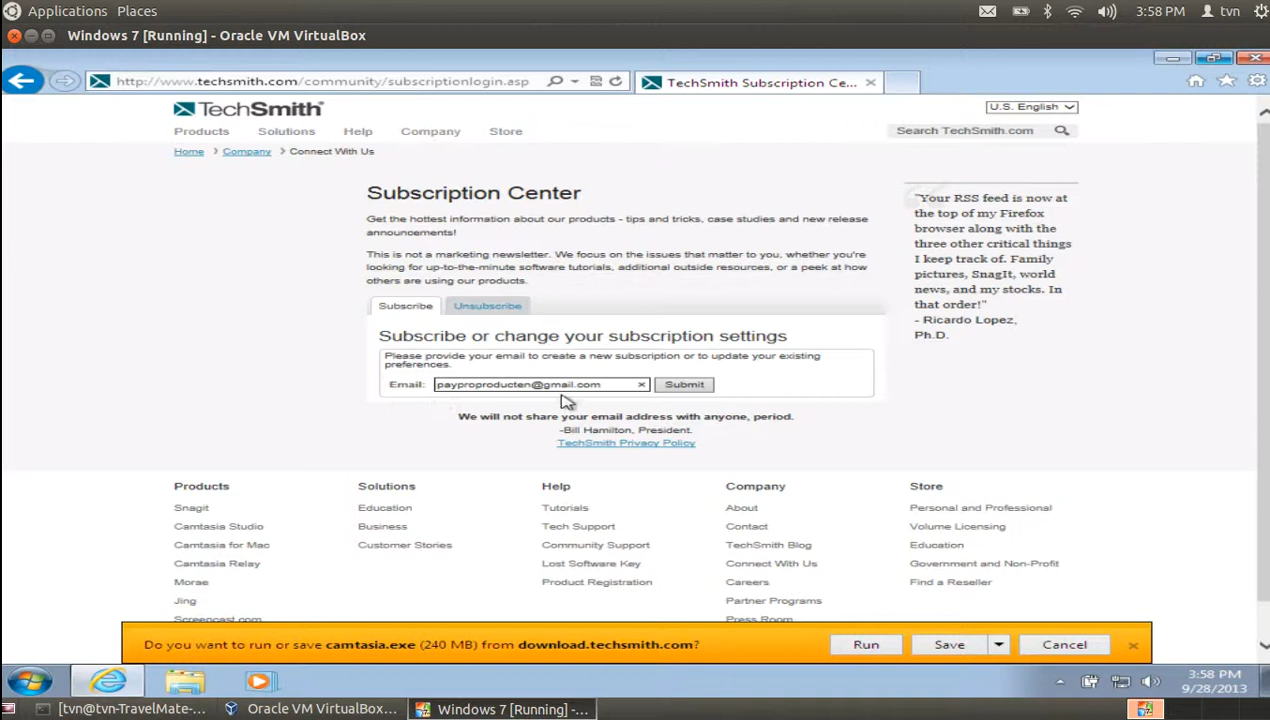 Applications Places 3:58 PM tvn
Windows 7 [Running] - Oracle VM VirtualBox
http://www.techsmith.com/community/subscriptionlogin.asp TechSmith Subscription Ce...
TechSmith U.S. English
Products Solutions Help Company Store Search TechSmith.com
Home > Company > Connect With Us
Subscription Center
Get the hottest information about our products - tips and tricks, case studies and new release
announcements!
This is not a marketing newsletter. We focus on the issues that matter to you, whether you're
looking for up-to-the-minute software tutorials, additional outside resources, or a peek at how
others are using our products.
"Your RSS feed is now at
the top of my Firefox
browser along with the
three other critical things
I keep track of. Family
pictures, SnagIt, world
news, and my stocks. In
that order!"
- Ricardo Lopez,
Ph.D.
Subscribe Unsubscribe
Subscribe or change your subscription settings
Please provide your email to create a new subscription or to update your existing
preferences.
Email: payproproducten@gmail.com × Submit
We will not share your email address with anyone, period.
-Bill Hamilton, President.
TechSmith Privacy Policy
Products Solutions Help Company Store
Snagit Education Tutorials About Personal and Professional
Camtasia Studio Business Tech Support Contact Volume Licensing
Camtasia for Mac Customer Stories Community Support TechSmith Blog Education
Camtasia Relay Lost Software Key Connect With Us Government and Non-Profit
Morae Product Registration Careers Find a Reseller
Jing Partner Programs
Screencast.com Press Room
Do you want to run or save camtasia.exe (240 MB) from download.techsmith.com? Run Save Cancel ×
3:58 PM
9/28/2013
[tvn@tvn-TravelMate-... Oracle VM VirtualBox... Windows 7 [Running] -...